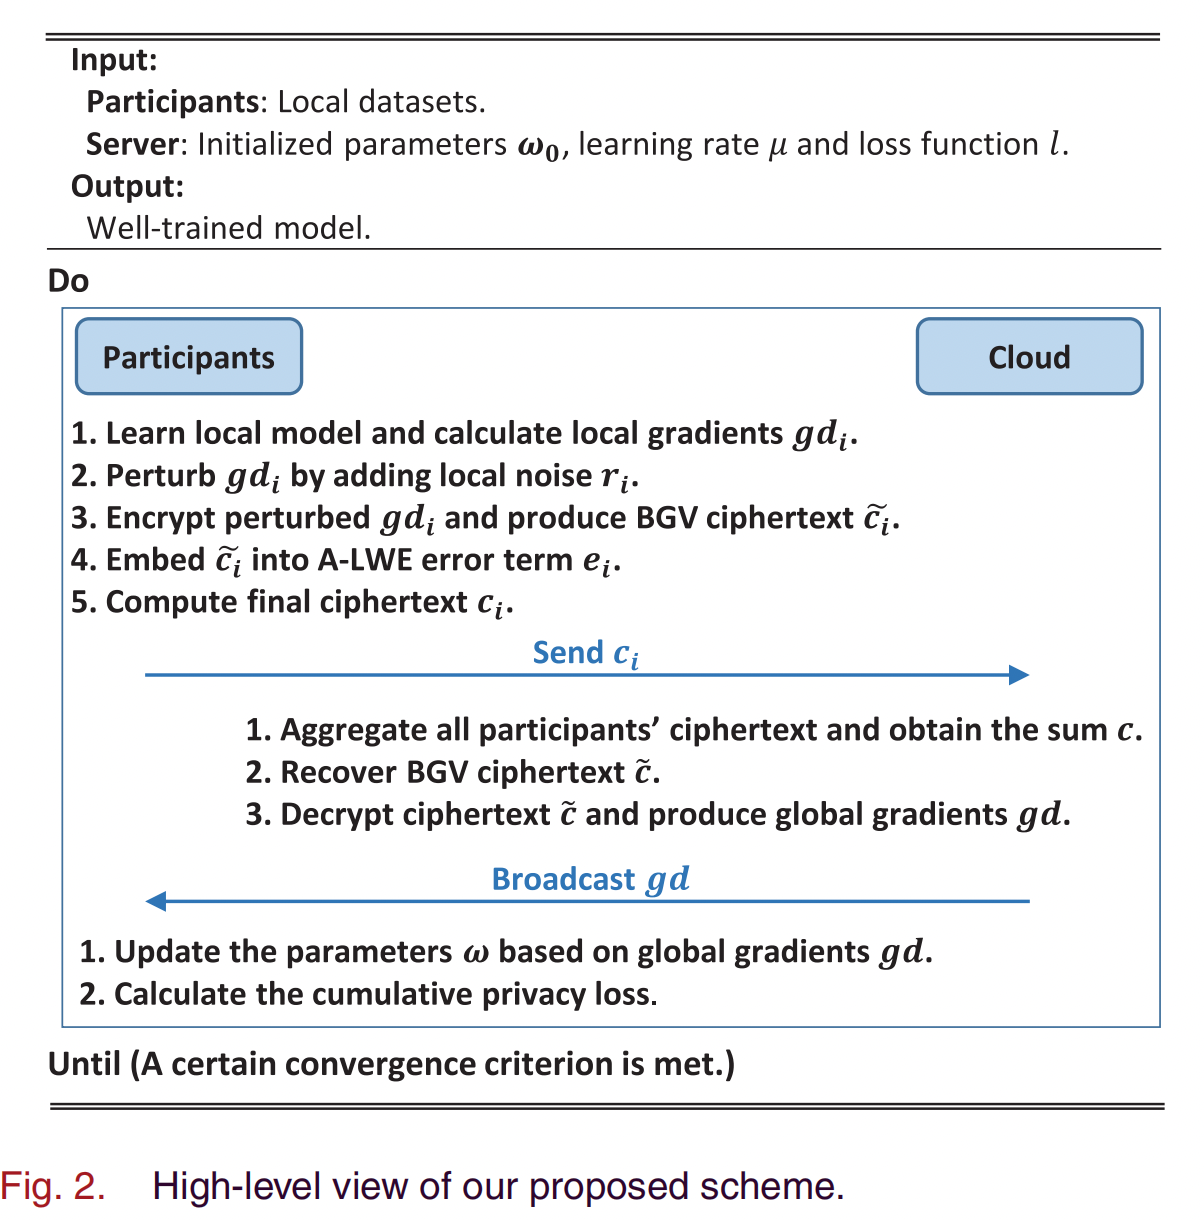 Input:
Participants: Local datasets.
Server: Initialized parameters ω₀, learning rate μ and loss function l.
Output:
Well-trained model.
Do
Participants
Cloud
1. Learn local model and calculate local gradients gdᵢ.
2. Perturb gdᵢ by adding local noise rᵢ.
3. Encrypt perturbed gdᵢ and produce BGV ciphertext c̃ᵢ.
4. Embed c̃ᵢ into A-LWE error term eᵢ.
5. Compute final ciphertext cᵢ.
Send cᵢ
1. Aggregate all participants’ ciphertext and obtain the sum c.
2. Recover BGV ciphertext c̃.
3. Decrypt ciphertext c̃ and produce global gradients gd.
Broadcast gd
1. Update the parameters ω based on global gradients gd.
2. Calculate the cumulative privacy loss.
Until (A certain convergence criterion is met.)
Fig. 2. High-level view of our proposed scheme.